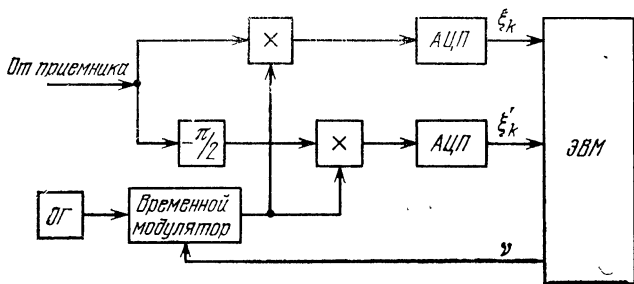 ×
АЦП
ξk
От приемника
-π/2
×
АЦП
ξ'k
ЭВМ
ОГ
Временной
модулятор
ν